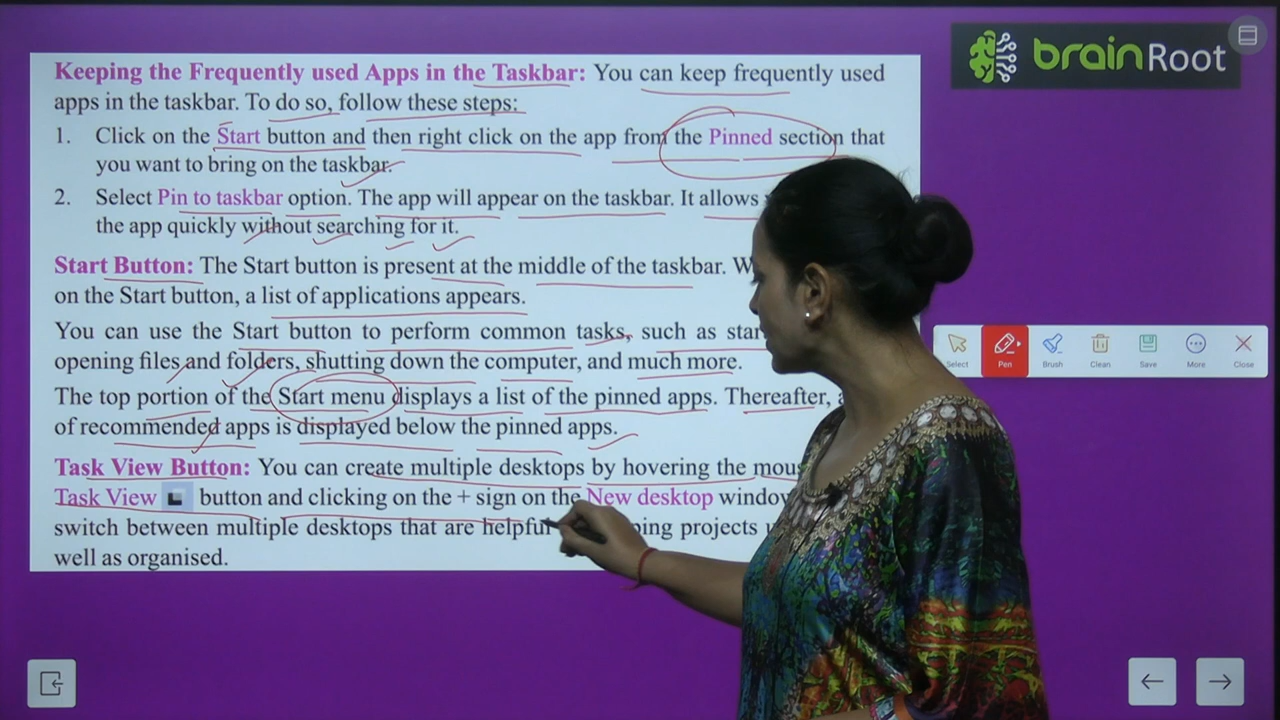 brainRoot
Keeping the Frequently used Apps in the Taskbar: You can keep frequently used
apps in the taskbar. To do so, follow these steps:
1. Click on the Start button and then right click on the app from the Pinned section that
you want to bring on the taskbar.
2. Select Pin to taskbar option. The app will appear on the taskbar. It allows
the app quickly without searching for it.
Start Button: The Start button is present at the middle of the taskbar.
on the Start button, a list of applications appears.
You can use the Start button to perform common tasks, such as
opening files and folders, shutting down the computer, and much more.
The top portion of the Start menu displays a list of the pinned apps. Thereafter,
of recommended apps is displayed below the pinned apps.
Task View Button: You can create multiple desktops by hovering the
Task View button and clicking on the + sign on the New desktop
switch between multiple desktops that are projects
well as organised.
Select Pen Brush Clean Save More Close